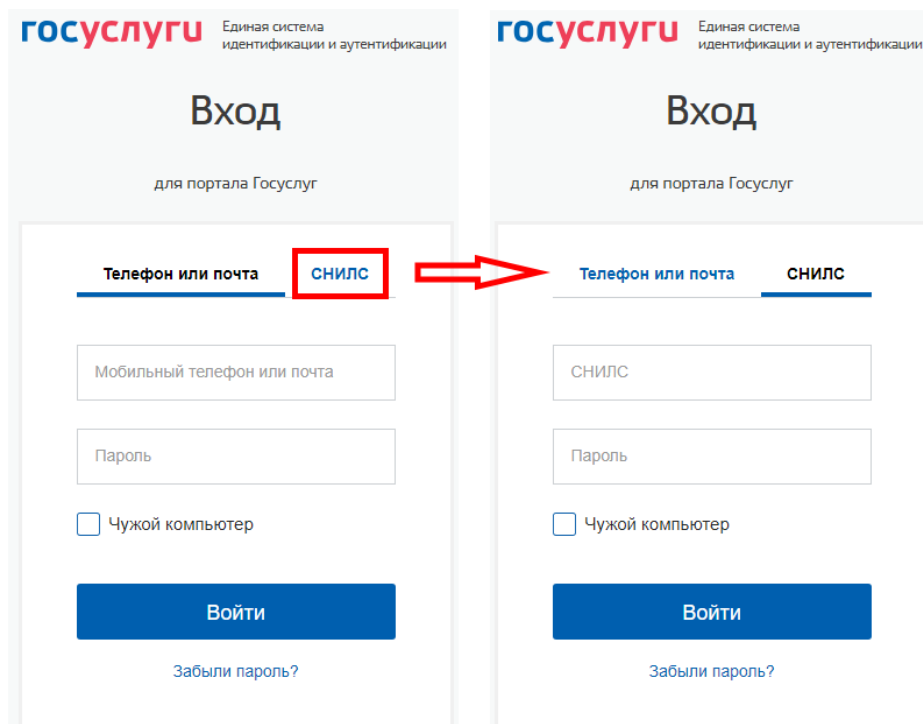 госуслуги
Единая система
идентификации и аутентификации
Вход
для портала Госуслуг
Телефон или почта
СНИЛС
Мобильный телефон или почта
Пароль
Чужой компьютер
Войти
Забыли пароль?
госуслуги
Единая система
идентификации и аутентификации
Вход
для портала Госуслуг
Телефон или почта
СНИЛС
СНИЛС
Пароль
Чужой компьютер
Войти
Забыли пароль?